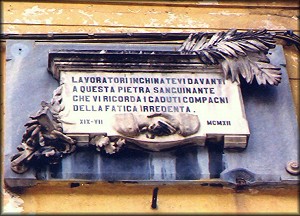 LAVORATORI INCHINATEVI DAVANTI
A QUESTA PIETRA SANGUINANTE
CHE VI RICORDA I CADUTI COMPAGNI
DELLA FATICA IRREDENTA.
XIX-VII MCMXII